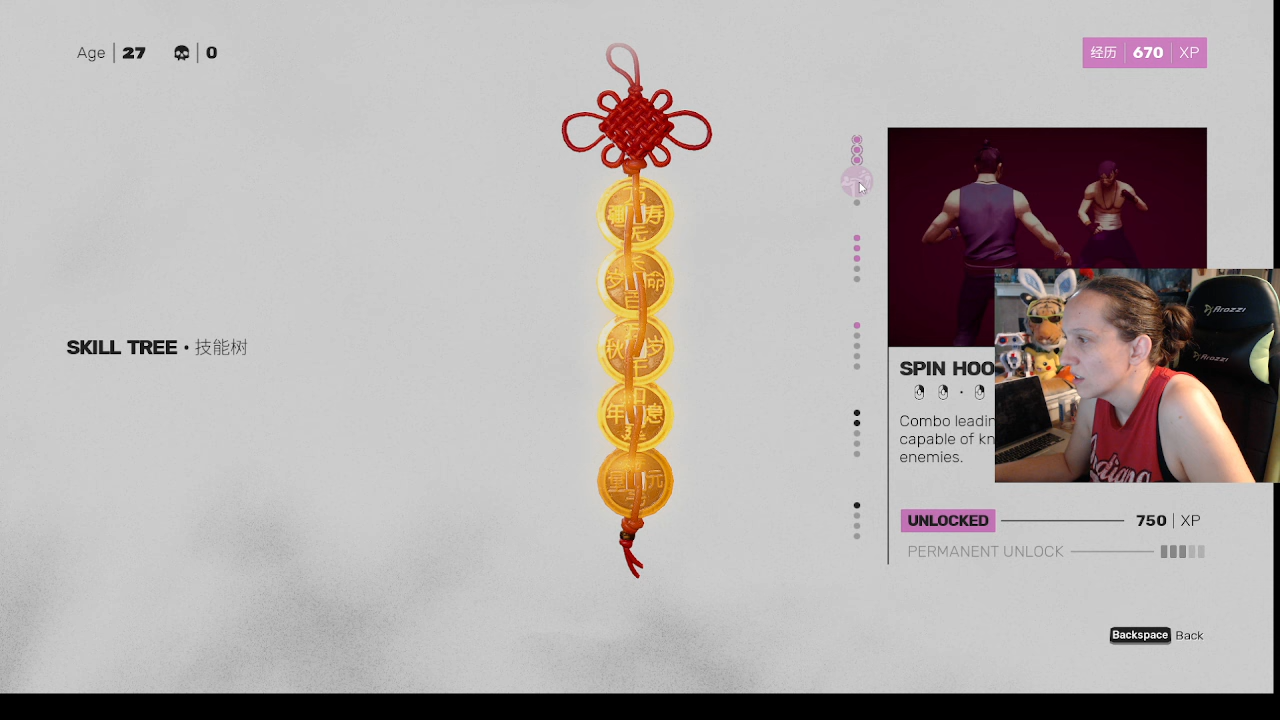 Age 27 0
经历 670 XP
SKILL TREE • 技能树
SPIN HOO
Combo leadin
capable of kn
enemies.
UNLOCKED 750 XP
PERMANENT UNLOCK
Backspace Back
Arozzi
Arozzi
Indiana